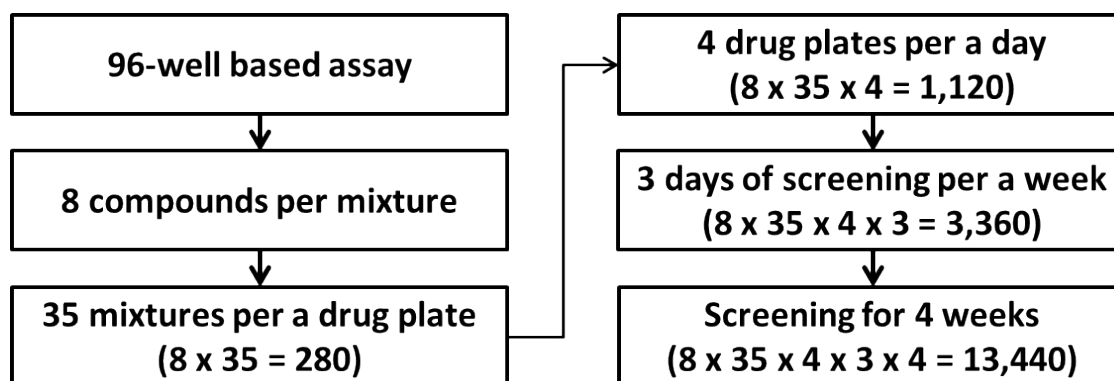 96-well based assay
8 compounds per mixture
35 mixtures per a drug plate
(8 x 35 = 280)
4 drug plates per a day
(8 x 35 x 4 = 1,120)
3 days of screening per a week
(8 x 35 x 4 x 3 = 3,360)
Screening for 4 weeks
(8 x 35 x 4 x 3 x 4 = 13,440)